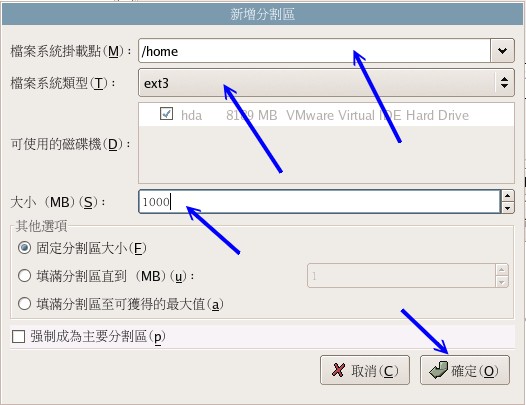 新增分割區
檔案系統掛載點(M)：/home
檔案系統類型(T)：ext3
hda 8189 MB VMware Virtual IDE Hard Drive
可使用的磁碟機(D)：
大小 (MB)(S)：1000
其他選項
固定分割區大小(F)
填滿分割區直到 (MB)(u)：1
填滿分割區至可獲得的最大值(a)
强制成為主要分割區(p)
取消(C) 確定(O)